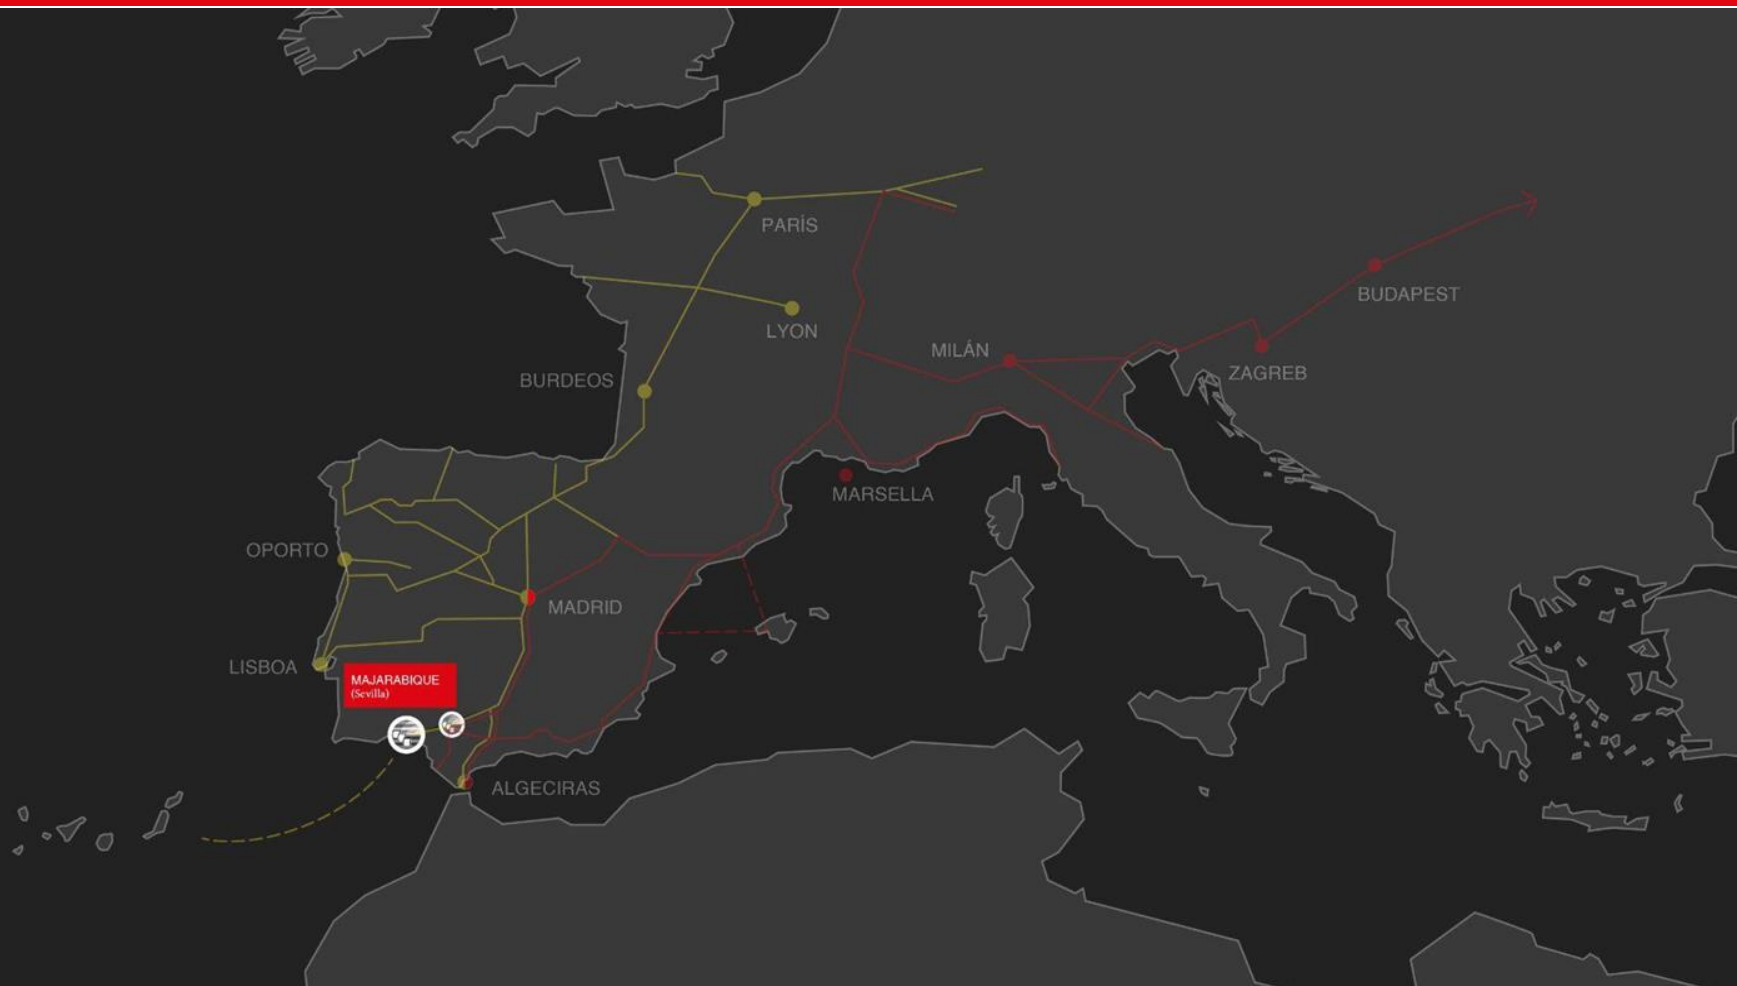 PARÍS
BUDAPEST
LYON
MILÁN
ZAGREB
BURDEOS
MARSELLA
OPORTO
MADRID
LISBOA
MAJARABIQUE
(Sevilla)
ALGECIRAS